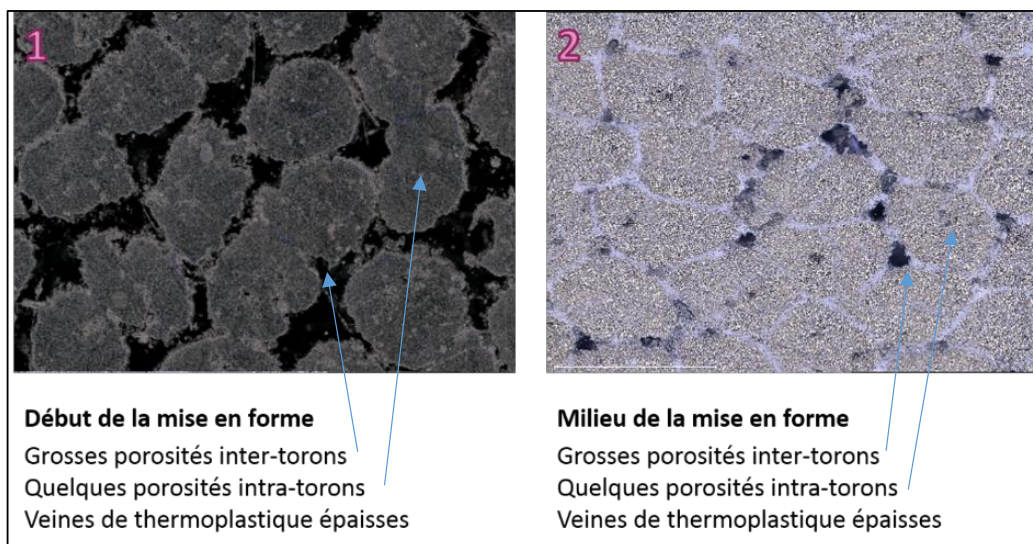 1
2
Début de la mise en forme
Grosses porosités inter-torons
Quelques porosités intra-torons
Veines de thermoplastique épaisses
Milieu de la mise en forme
Grosses porosités inter-torons
Quelques porosités intra-torons
Veines de thermoplastique épaisses